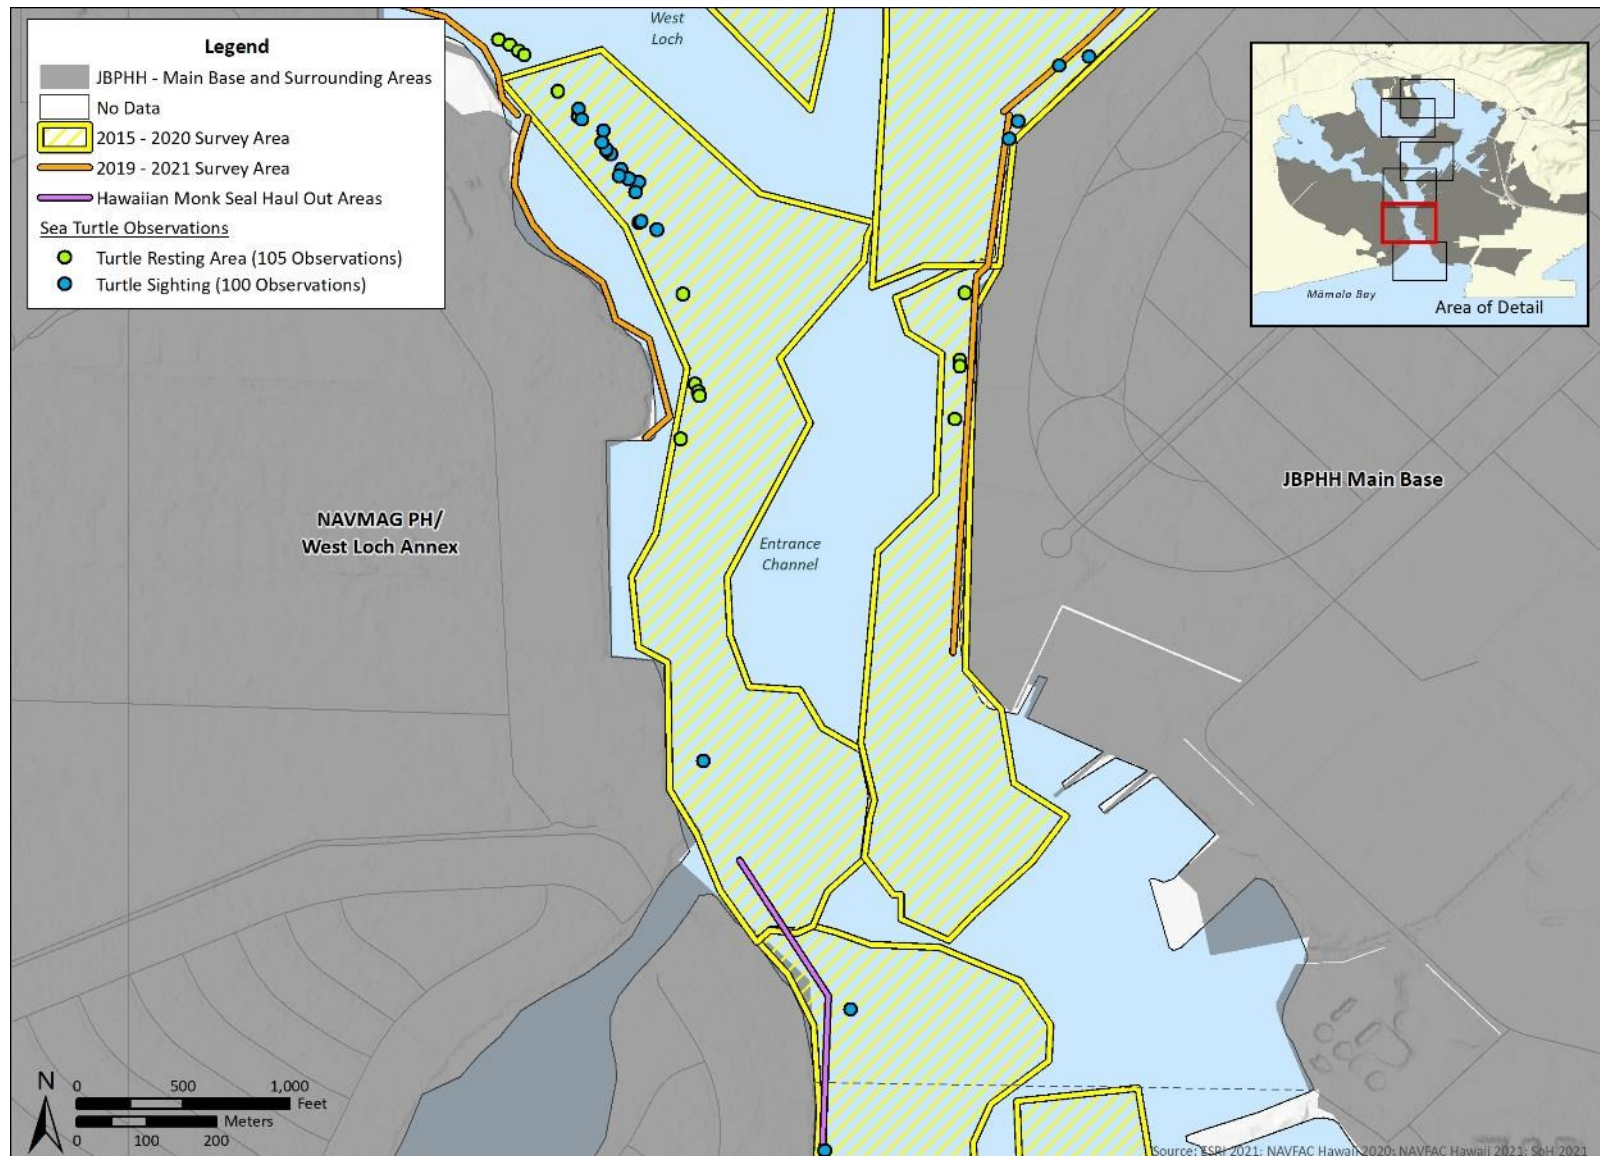 Legend
JBPHH - Main Base and Surrounding Areas
No Data
2015 - 2020 Survey Area
2019 - 2021 Survey Area
Hawaiian Monk Seal Haul Out Areas
Sea Turtle Observations
Turtle Resting Area (105 Observations)
Turtle Sighting (100 Observations)
West
Loch
Māmala Bay
Area of Detail
JBPHH Main Base
NAVMAG PH/
West Loch Annex
Entrance
Channel
N
0 500 1,000
Feet
Meters
0 100 200
Source: ESRI 2021; NAVFAC Hawaii 2020; NAVFAC Hawaii 2021; SoH 2021